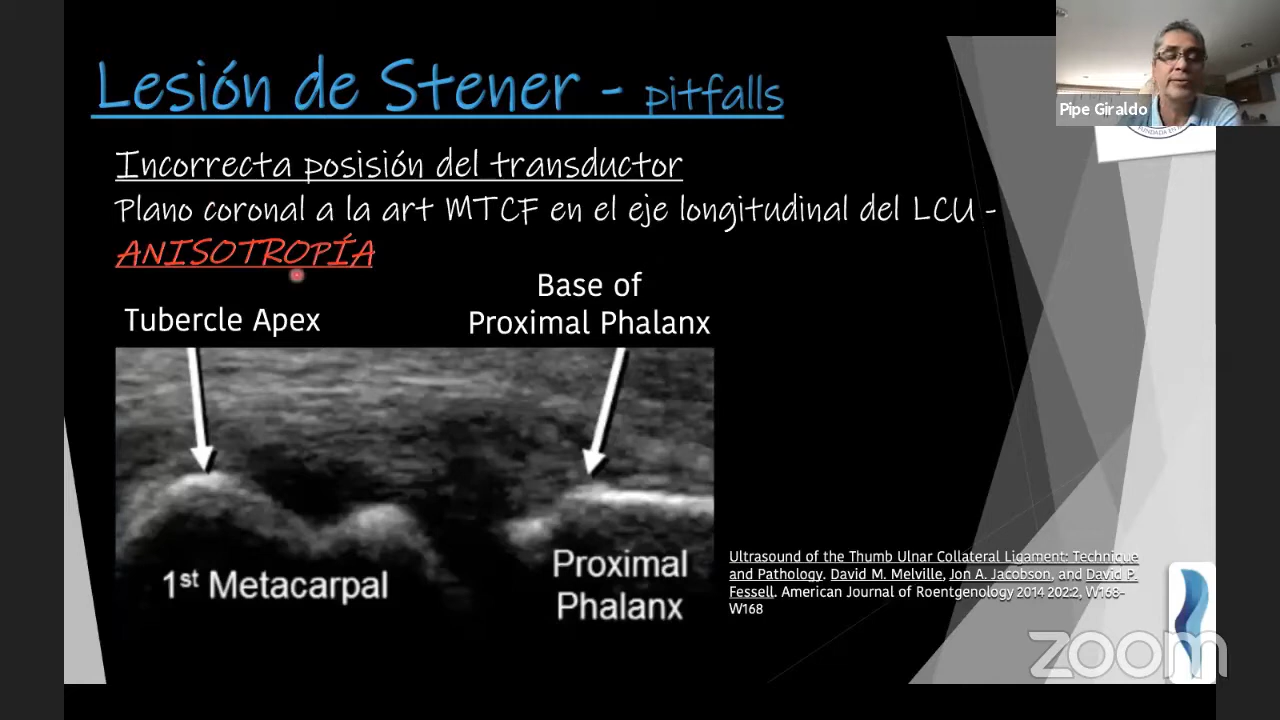 Lesión de Stener - pitfalls
Pipe Giraldo
FUNDADA EN
Incorrecta posisión del transductor
Plano coronal a la art MTCF en el eje longitudinal del LCU -
ANISOTROPÍA
Tubercle Apex
Base of
Proximal Phalanx
1st Metacarpal
Proximal
Phalanx
Ultrasound of the Thumb Ulnar Collateral Ligament: Technique
and Pathology. David M. Melville, Jon A. Jacobson, and David P.
Fessell. American Journal of Roentgenology 2014 202:2, W168-
W168
zoom